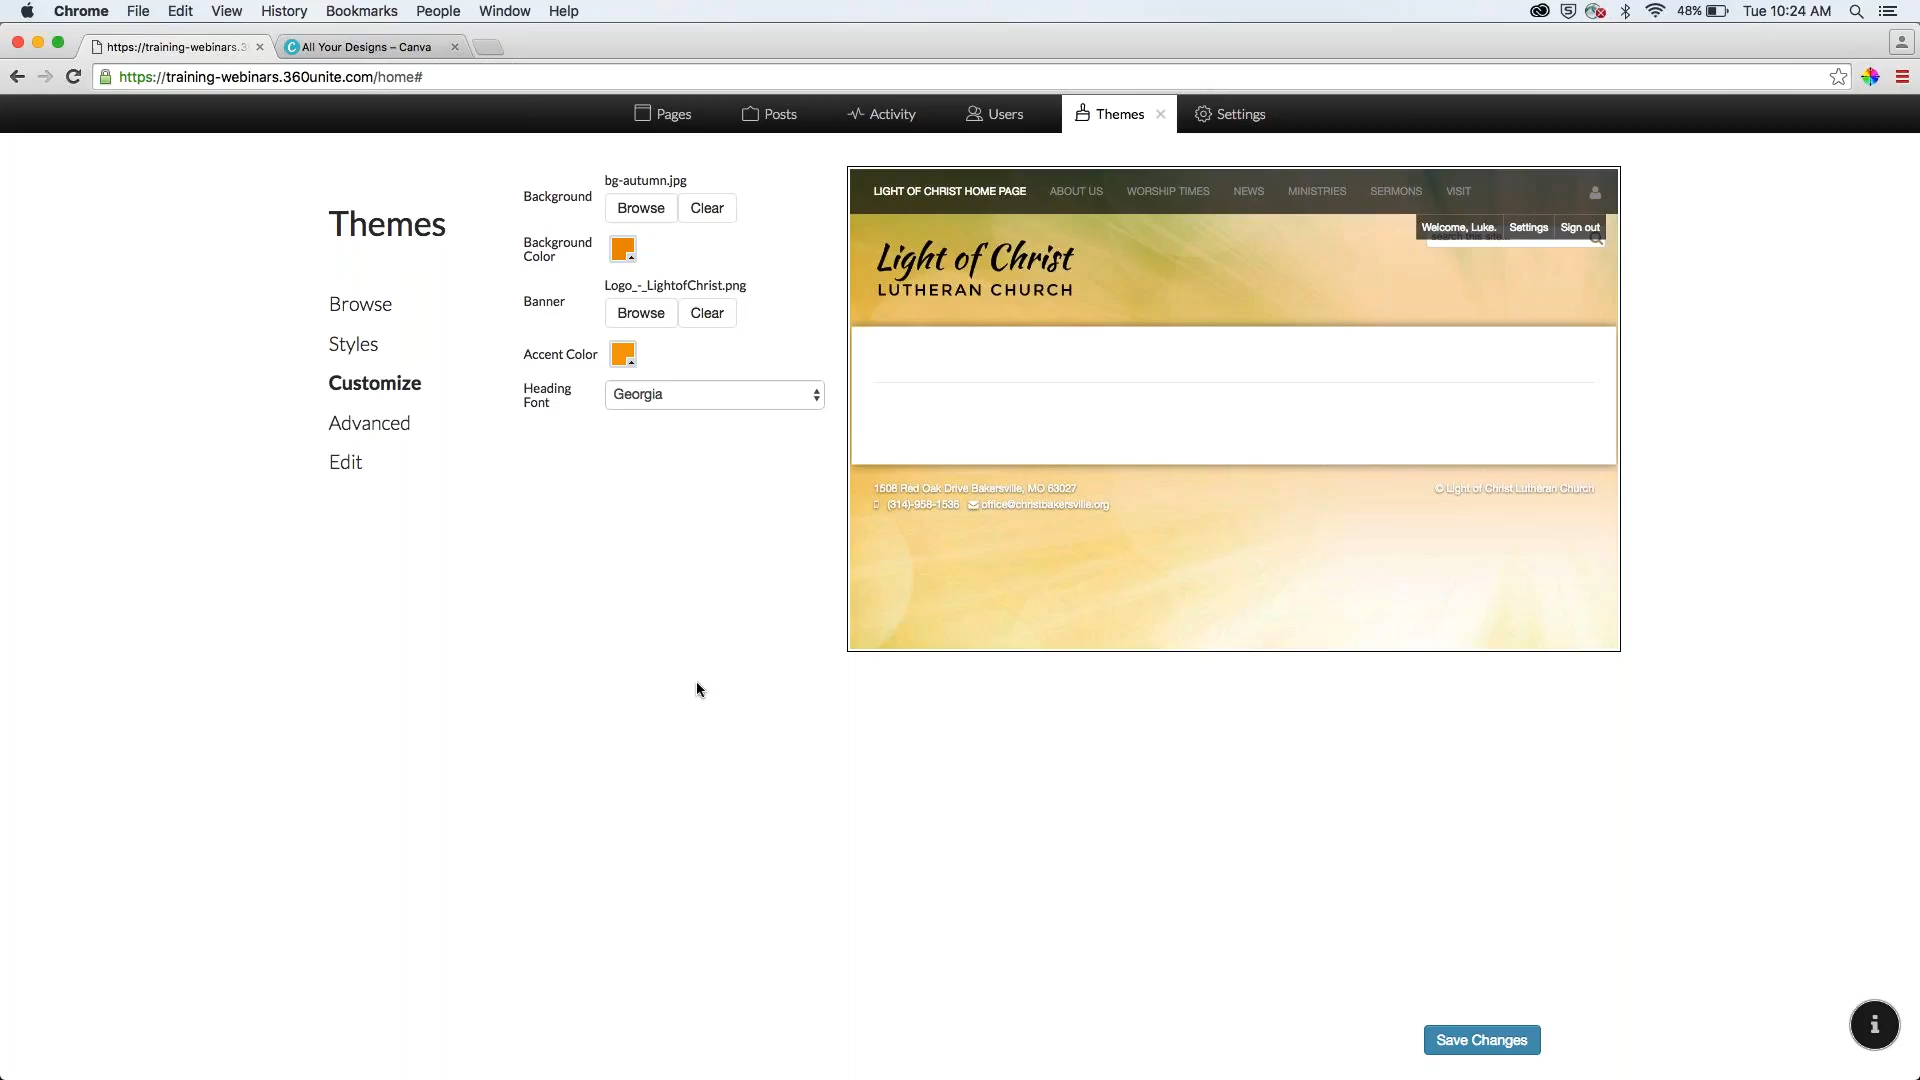 Chrome File Edit View History Bookmarks People Window Help 48% Tue 10:24 AM
https://training-webinars.3 All Your Designs – Canva
https://training-webinars.360unite.com/home#
Pages Posts Activity Users Themes Settings
Themes
Browse
Styles
Customize
Advanced
Edit
Background
bg-autumn.jpg
Browse Clear
Background
Color
Banner
Logo_-_LightofChrist.png
Browse Clear
Accent Color
Heading
Font
Georgia
LIGHT OF CHRIST HOME PAGE ABOUT US WORSHIP TIMES NEWS MINISTRIES SERMONS VISIT
Welcome, Luke. Settings Sign out
search this site...
Light of Christ
LUTHERAN CHURCH
1508 Red Oak Drive Bakersville, MO 63027
© Light of Christ Lutheran Church
(314)-958-1536 office@christbakersville.org
Save Changes